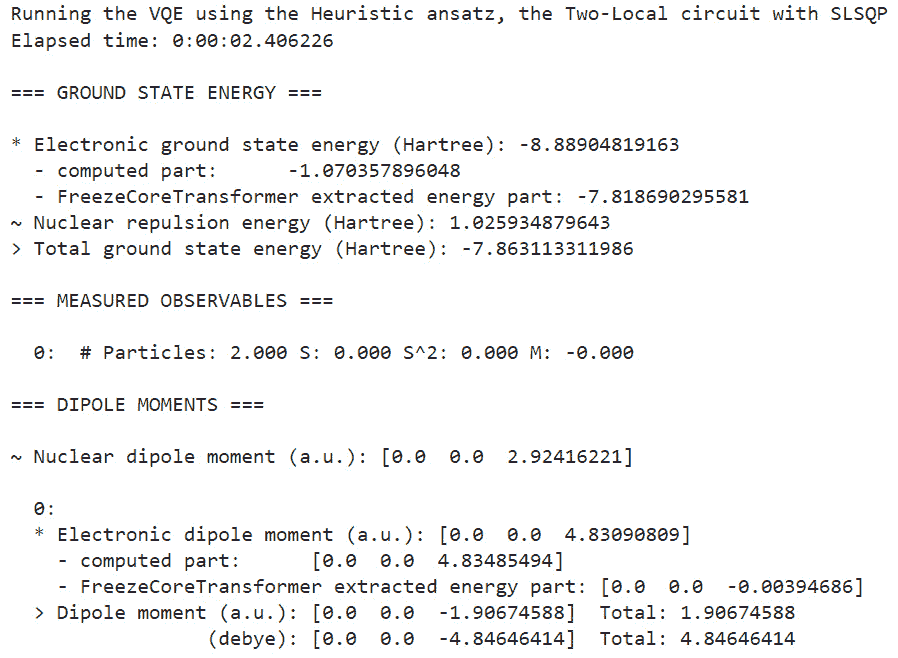 Running the VQE using the Heuristic ansatz, the Two-Local circuit with SLSQP
Elapsed time: 0:00:02.406226
=== GROUND STATE ENERGY ===
* Electronic ground state energy (Hartree): -8.88904819163
- computed part: -1.070357896048
- FreezeCoreTransformer extracted energy part: -7.818690295581
~ Nuclear repulsion energy (Hartree): 1.025934879643
> Total ground state energy (Hartree): -7.863113311986
=== MEASURED OBSERVABLES ===
0: # Particles: 2.000 S: 0.000 S^2: 0.000 M: -0.000
=== DIPOLE MOMENTS ===
~ Nuclear dipole moment (a.u.): [0.0 0.0 2.92416221]
0:
* Electronic dipole moment (a.u.): [0.0 0.0 4.83090809]
- computed part: [0.0 0.0 4.83485494]
- FreezeCoreTransformer extracted energy part: [0.0 0.0 -0.00394686]
> Dipole moment (a.u.): [0.0 0.0 -1.90674588] Total: 1.90674588
(debye): [0.0 0.0 -4.84646414] Total: 4.84646414